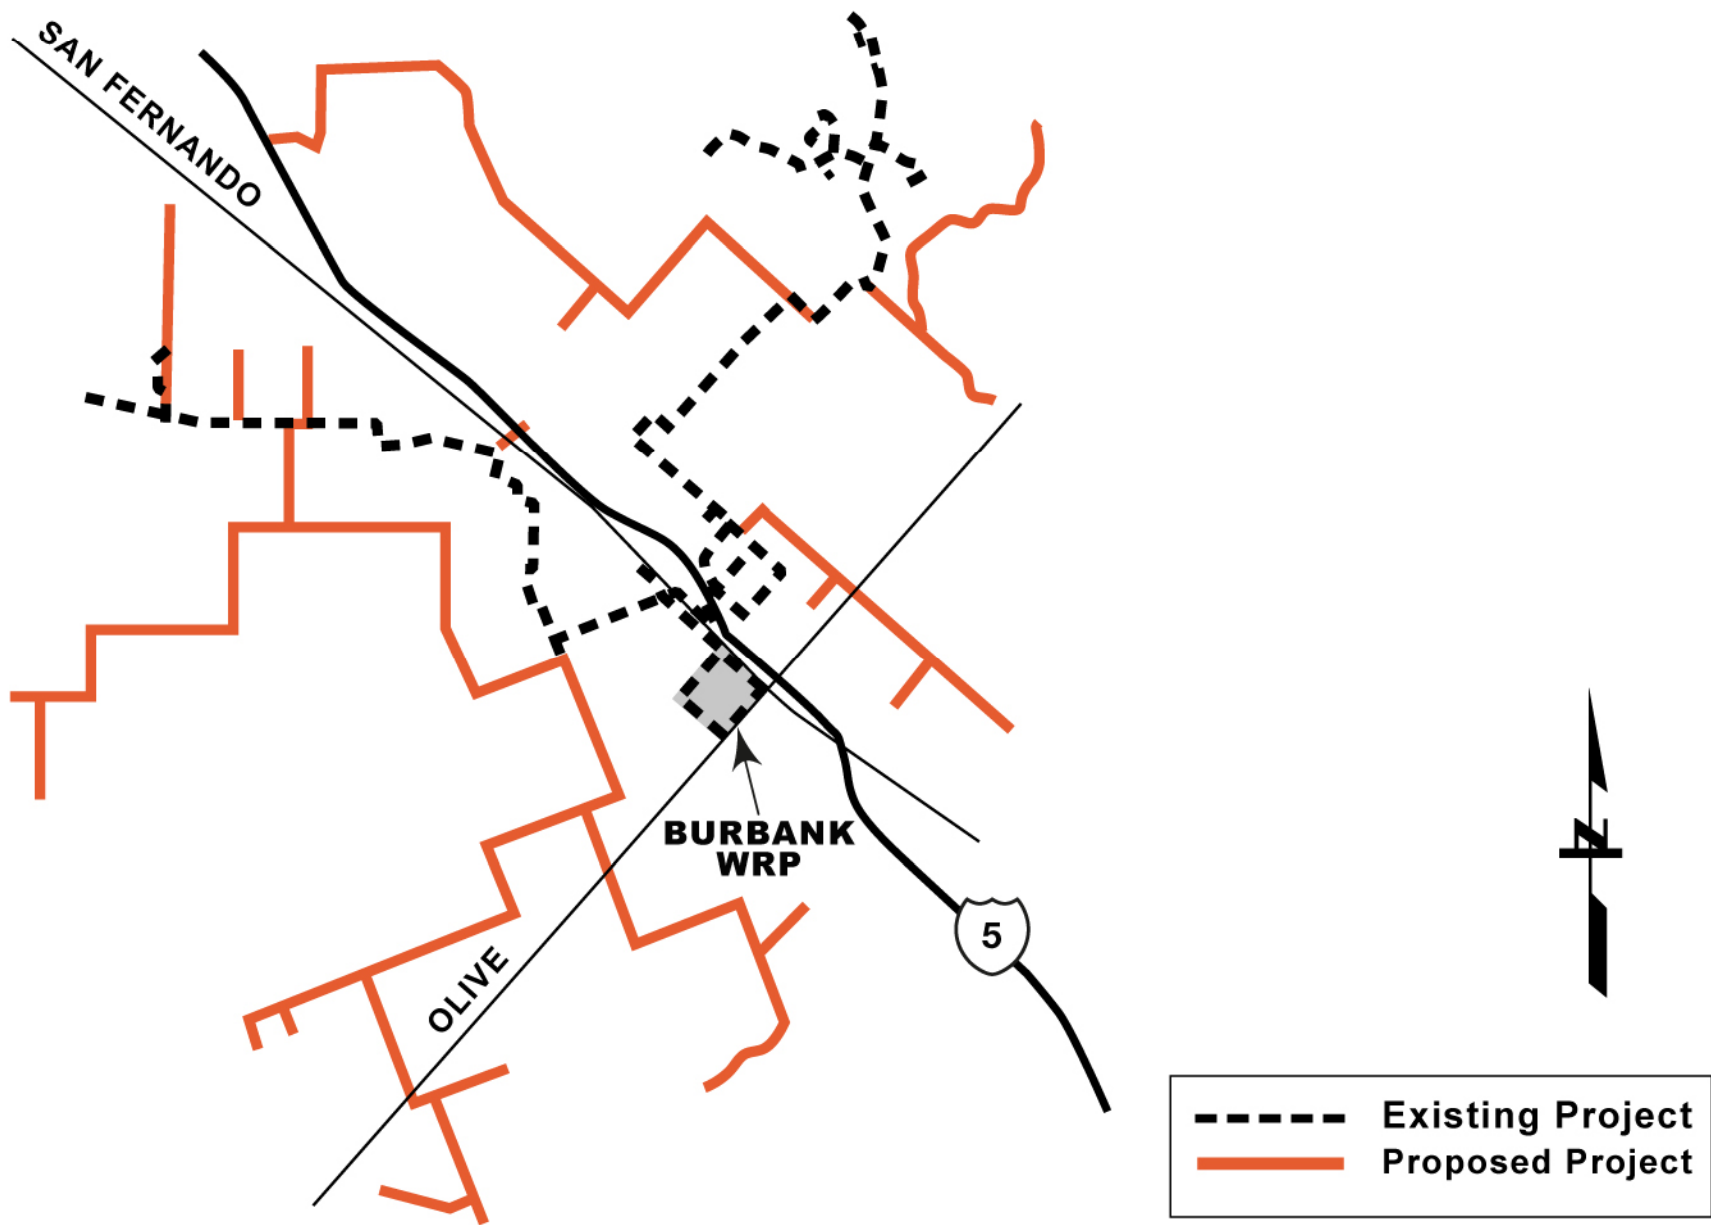 SAN FERNANDO
BURBANK
WRP
OLIVE
5
N
Existing Project
Proposed Project